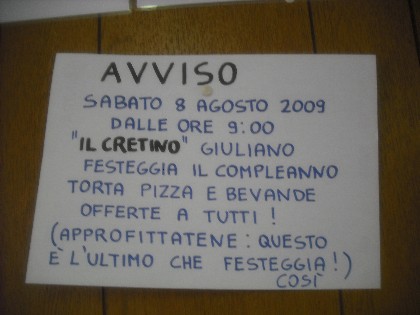 AVVISO
SABATO 8 AGOSTO 2009
DALLE ORE 9:00
"IL CRETINO" GIULIANO
FESTEGGIA IL COMPLEANNO
TORTA PIZZA E BEVANDE
OFFERTE A TUTTI!
(APPROFITTATENE: QUESTO
È L'ULTIMO CHE FESTEGGIA!)
COSÌ